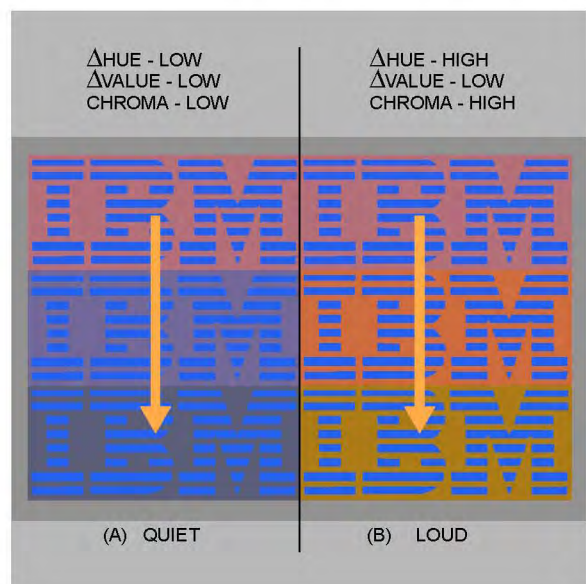 ΔHUE - LOW
ΔVALUE - LOW
CHROMA - LOW
ΔHUE - HIGH
ΔVALUE - LOW
CHROMA - HIGH
IBM IBM
IBM IBM
IBM IBM
(A) QUIET
(B) LOUD